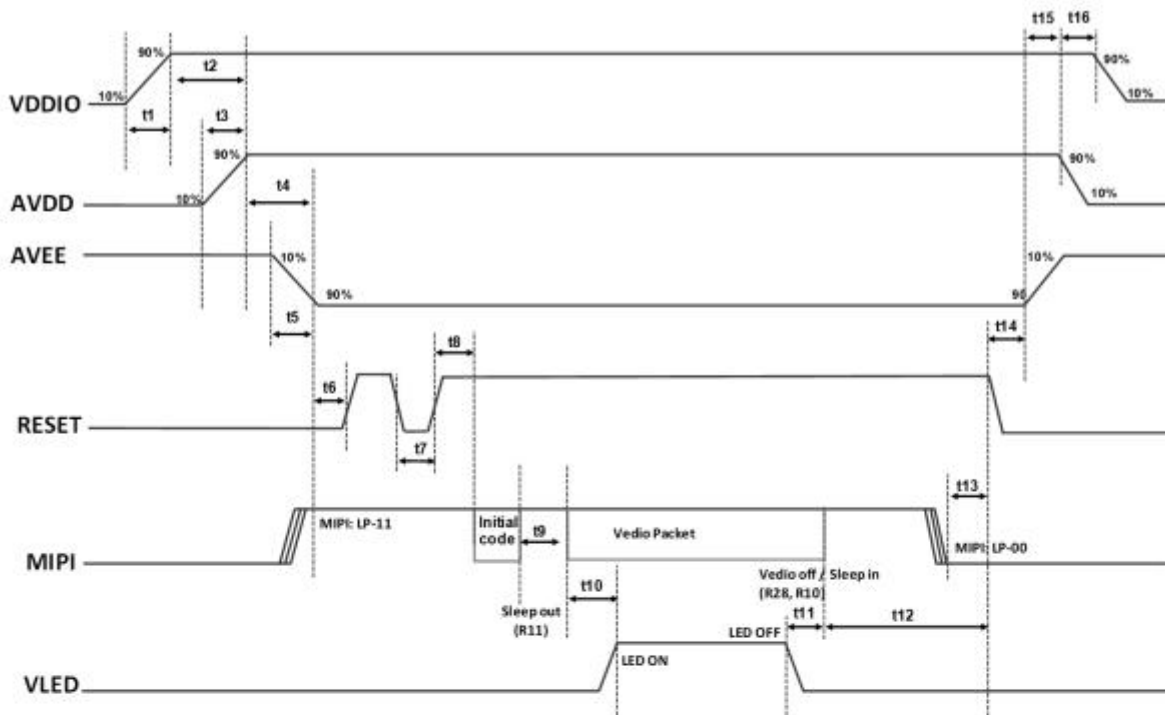 t15 t16
90% t2 90%
VDDIO 10% 10%
t1 t3
90% 90%
AVDD 10% t4 10%
AVEE 10% 10%
90% 90
t5 t14
t8
t6
RESET
t7
t13
MIPI: LP-11 Initial
code t9 Vedio Packet
MIPI MIPI: LP-00
t10 Vedio off / Sleep in
(R28, R10)
Sleep out
(R11) t11 t12
LED OFF
LED ON
VLED